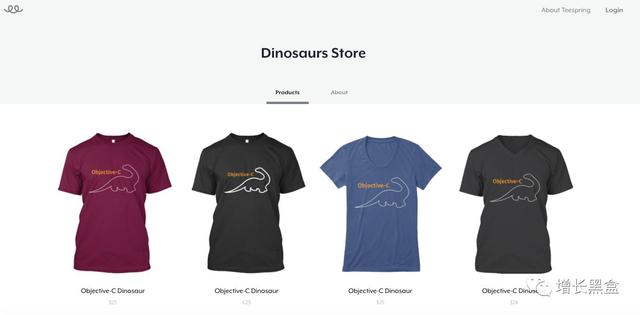 About Teespring Login
Dinosaurs Store
Products About
Objective-C Objective-C Objective-C Objective-C
Objective-C Dinosaur Objective-C Dinosaur Objective-C Dinosaur Objective-C Dinosaur
$25 €25 $25 $24
增长黑盒